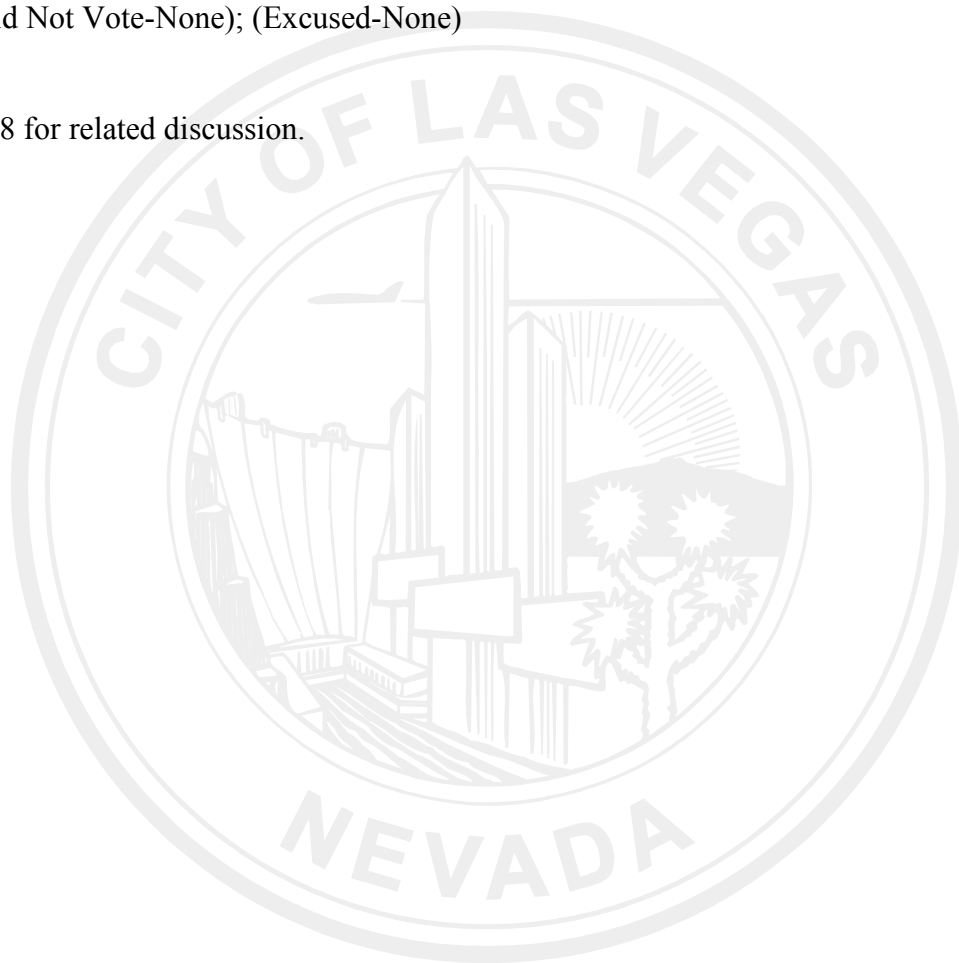 d Not Vote-None); (Excused-None)
8 for related discussion.
CITY OF LAS VEGAS
NEVADA